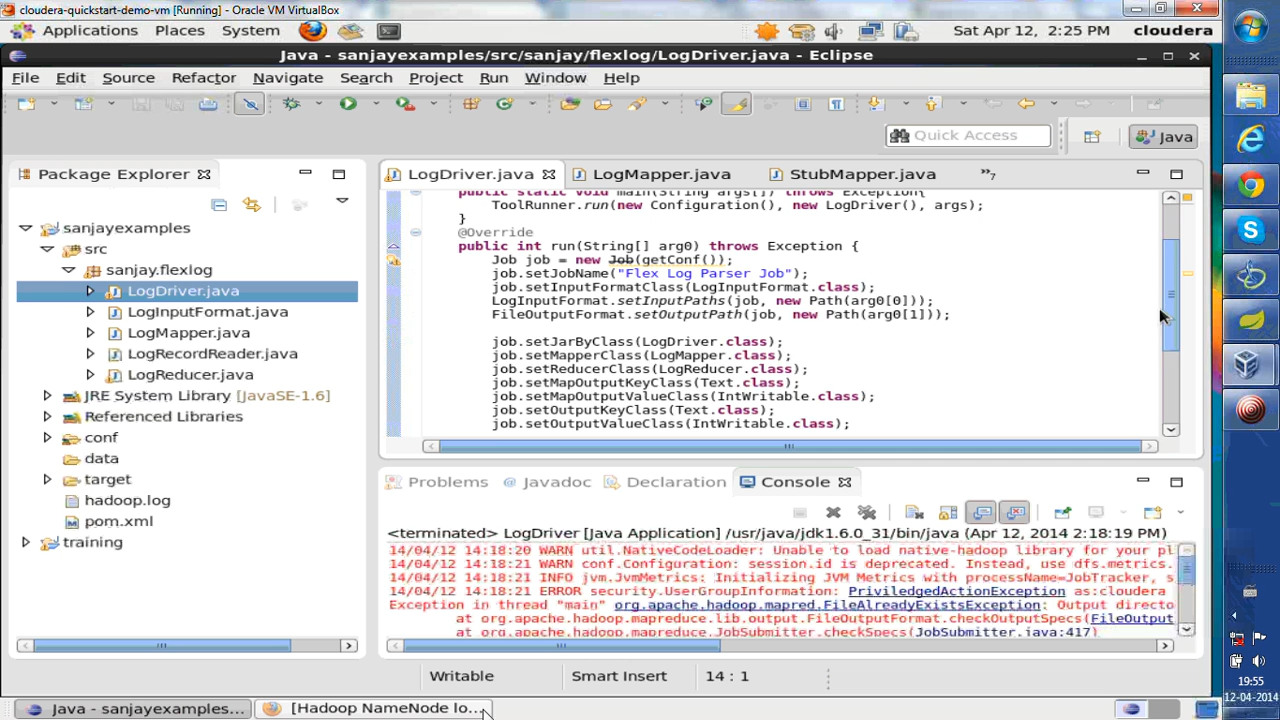 cloudera-quickstart-demo-vm [Running] - Oracle VM VirtualBox
Applications Places System
Sat Apr 12, 2:25 PM cloudera
Java - sanjayexamples/src/sanjay/flexlog/LogDriver.java - Eclipse
File Edit Source Refactor Navigate Search Project Run Window Help
Quick Access
Java
Package Explorer
sanjayexamples
src
sanjay.flexlog
LogDriver.java
LogInputFormat.java
LogMapper.java
LogRecordReader.java
LogReducer.java
JRE System Library [JavaSE-1.6]
Referenced Libraries
conf
data
target
hadoop.log
pom.xml
training
LogDriver.java LogMapper.java StubMapper.java »7
public static void main(String args[]) throws Exception{
ToolRunner.run(new Configuration(), new LogDriver(), args);
}
@Override
public int run(String[] arg0) throws Exception {
Job job = new Job(getConf());
job.setJobName("Flex Log Parser Job");
job.setInputFormatClass(LogInputFormat.class);
LogInputFormat.setInputPaths(job, new Path(arg0[0]));
FileOutputFormat.setOutputPath(job, new Path(arg0[1]));
job.setJarByClass(LogDriver.class);
job.setMapperClass(LogMapper.class);
job.setReducerClass(LogReducer.class);
job.setMapOutputKeyClass(Text.class);
job.setMapOutputValueClass(IntWritable.class);
job.setOutputKeyClass(Text.class);
job.setOutputValueClass(IntWritable.class);
Problems @ Javadoc Declaration Console
<terminated> LogDriver [Java Application] /usr/java/jdk1.6.0_31/bin/java (Apr 12, 2014 2:18:19 PM)
14/04/12 14:18:20 WARN util.NativeCodeLoader: Unable to load native-hadoop library for your pl
14/04/12 14:18:21 WARN conf.Configuration: session.id is deprecated. Instead, use dfs.metrics.
14/04/12 14:18:21 INFO jvm.JvmMetrics: Initializing JVM Metrics with processName=JobTracker, s
14/04/12 14:18:21 ERROR security.UserGroupInformation: PriviledgedActionException as:cloudera
Exception in thread "main" org.apache.hadoop.mapred.FileAlreadyExistsException: Output directo
at org.apache.hadoop.mapreduce.lib.output.FileOutputFormat.checkOutputSpecs(FileOutput
at org.apache.hadoop.mapreduce.JobSubmitter.checkSpecs(JobSubmitter.java:417)
Writable Smart Insert 14 : 1
Java - sanjayexamples... [Hadoop NameNode lo...
19:55
12-04-2014